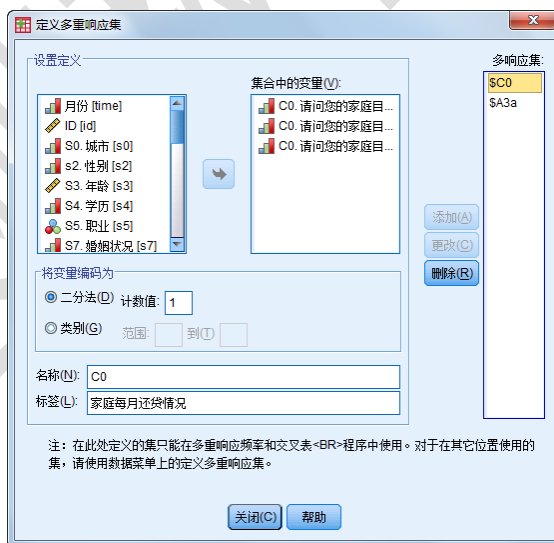 定义多重响应集
设置定义
集合中的变量(V):
多响应集:
月份 [time]
ID [id]
S0. 城市 [s0]
s2. 性别 [s2]
S3. 年龄 [s3]
S4. 学历 [s4]
S5. 职业 [s5]
S7. 婚姻状况 [s7]
C0. 请问您的家庭目...
C0. 请问您的家庭目...
C0. 请问您的家庭目...
$C0
$A3a
添加(A)
更改(C)
删除(R)
将变量编码为
二分法(D) 计数值: 1
类别(G) 范围: 到(T)
名称(N): C0
标签(L): 家庭每月还贷情况
注：在此处定义的集只能在多重响应频率和交叉表<BR>程序中使用。对于在其它位置使用的
集，请使用数据菜单上的定义多重响应集。
关闭(C) 帮助